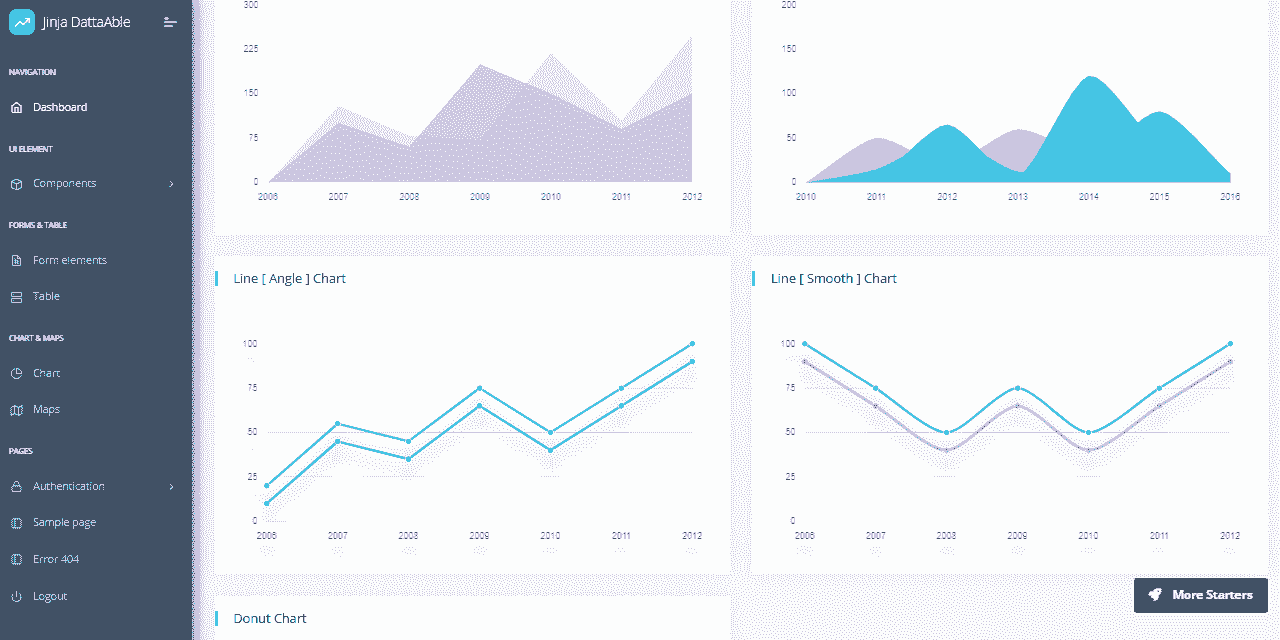 Jinja DattaAble
NAVIGATION
Dashboard
UI ELEMENT
Components
FORMS & TABLE
Form elements
Table
CHART & MAPS
Chart
Maps
PAGES
Authentication
Sample page
Error 404
Logout
300
225
150
75
0
2006 2007 2008 2009 2010 2011 2012
200
150
100
50
0
2010 2011 2012 2013 2014 2015 2016
Line [ Angle ] Chart
100
75
50
25
0
2006 2007 2008 2009 2010 2011 2012
Line [ Smooth ] Chart
100
75
50
25
0
2006 2007 2008 2009 2010 2011 2012
Donut Chart
More Starters